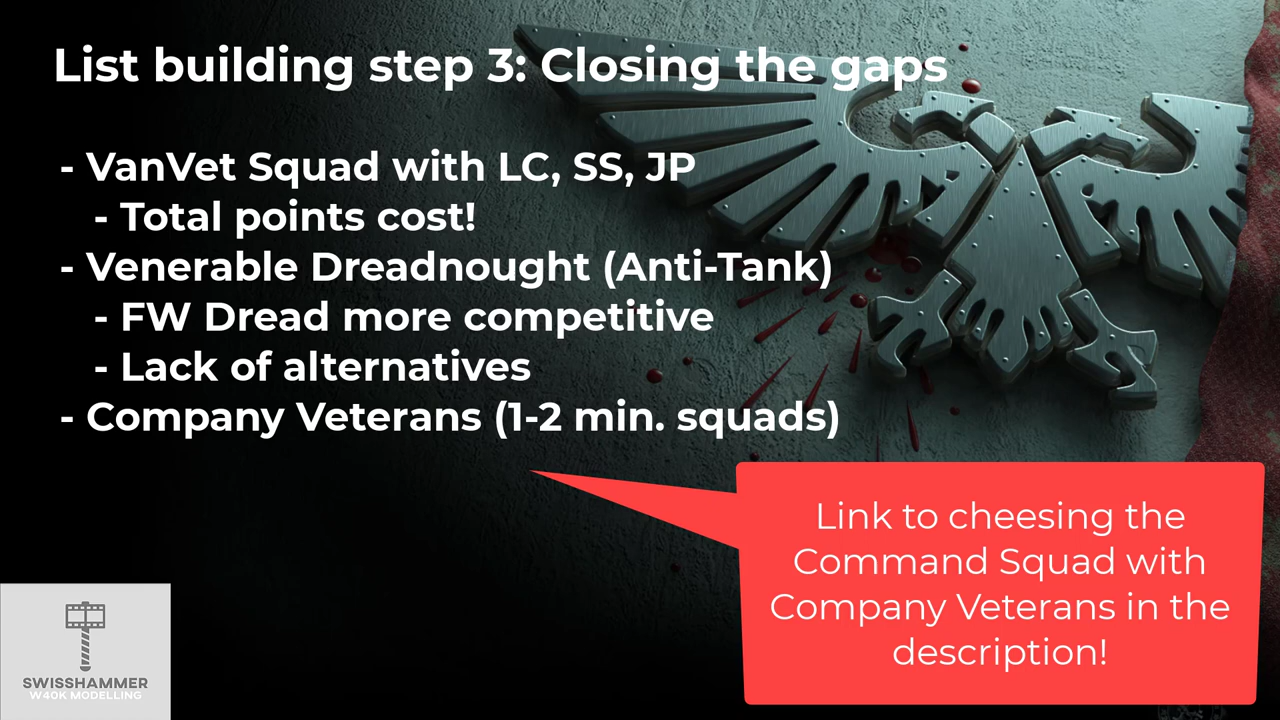 List building step 3: Closing the gaps
- VanVet Squad with LC, SS, JP
- Total points cost!
- Venerable Dreadnought (Anti-Tank)
- FW Dread more competitive
- Lack of alternatives
- Company Veterans (1-2 min. squads)
Link to cheesing the
Command Squad with
Company Veterans in the
description!
SWISSHAMMER
W40K MODELLING